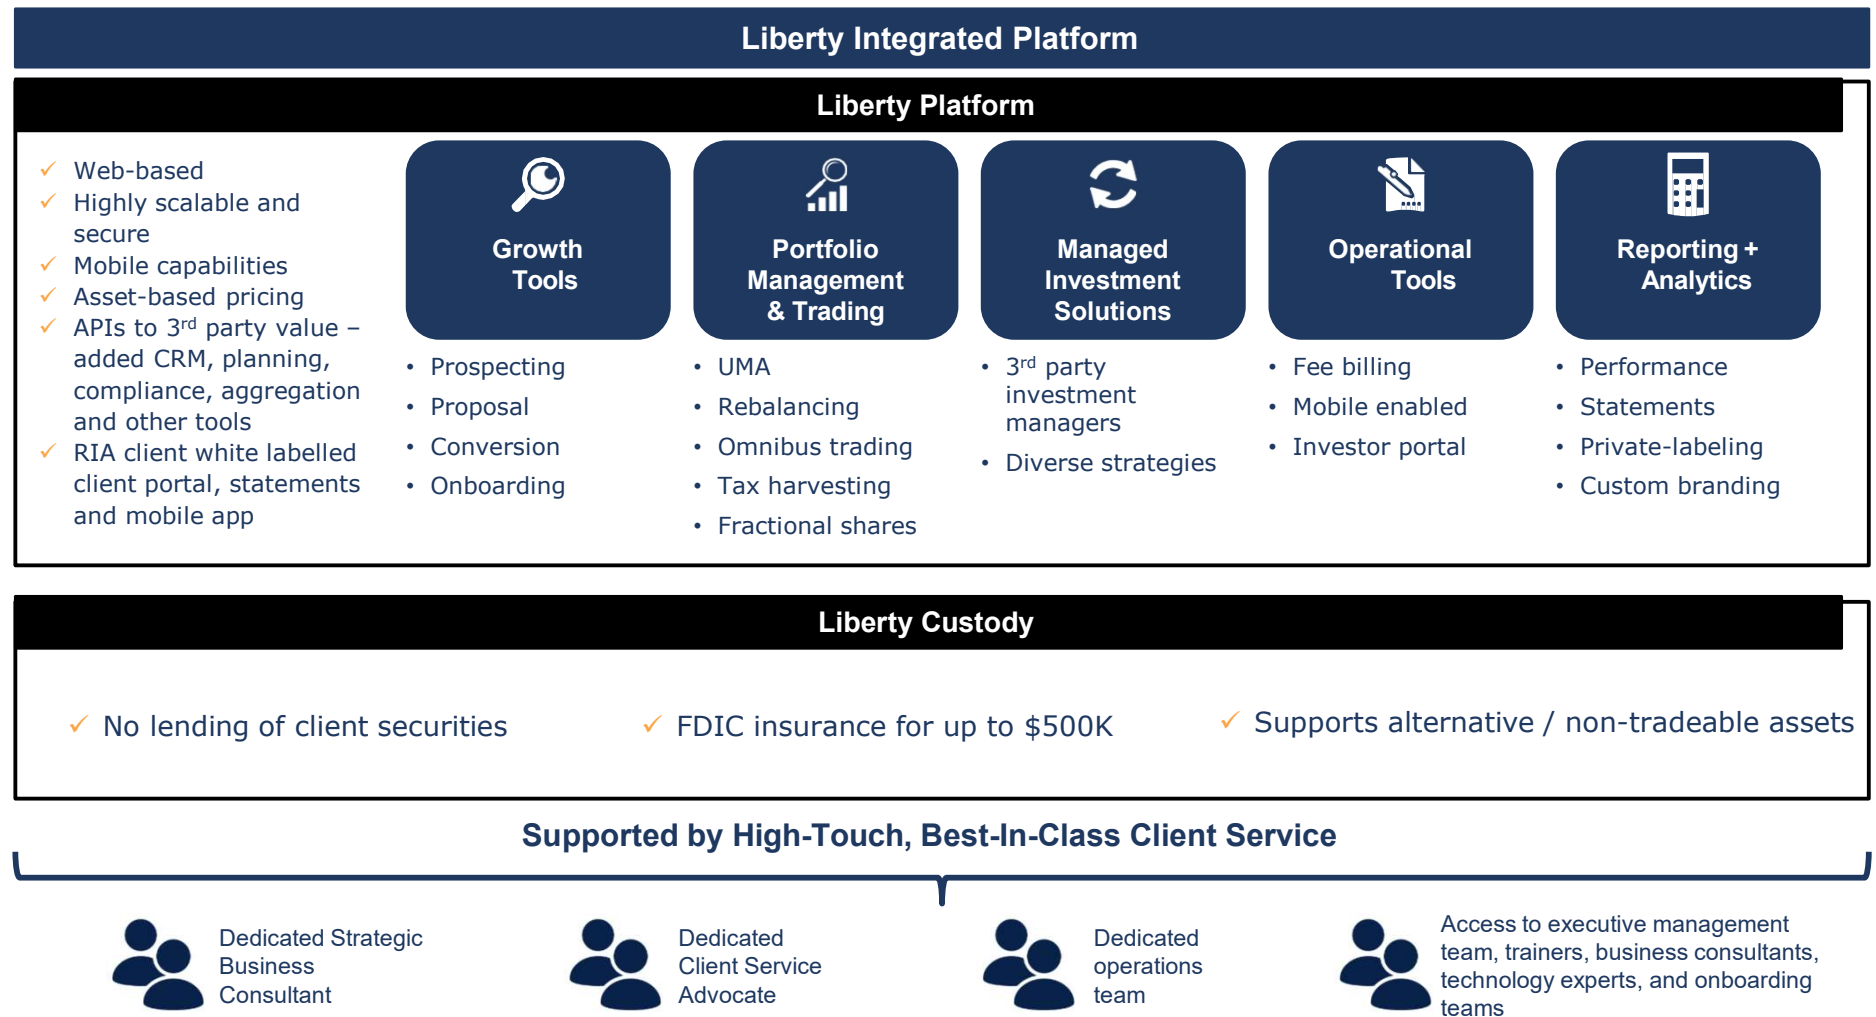 Liberty Integrated Platform
Liberty Platform
✓ Web-based
✓ Highly scalable and
secure
✓ Mobile capabilities
✓ Asset-based pricing
✓ APIs to 3rd party value –
added CRM, planning,
compliance, aggregation
and other tools
✓ RIA client white labelled
client portal, statements
and mobile app
Growth
Tools
• Prospecting
• Proposal
• Conversion
• Onboarding
Portfolio
Management
& Trading
• UMA
• Rebalancing
• Omnibus trading
• Tax harvesting
• Fractional shares
Managed
Investment
Solutions
• 3rd party
investment
managers
• Diverse strategies
Operational
Tools
• Fee billing
• Mobile enabled
• Investor portal
Reporting +
Analytics
• Performance
• Statements
• Private-labeling
• Custom branding
Liberty Custody
✓ No lending of client securities
✓ FDIC insurance for up to $500K
✓ Supports alternative / non-tradeable assets
Supported by High-Touch, Best-In-Class Client Service
Dedicated Strategic
Business
Consultant
Dedicated
Client Service
Advocate
Dedicated
operations
team
Access to executive management
team, trainers, business consultants,
technology experts, and onboarding
teams